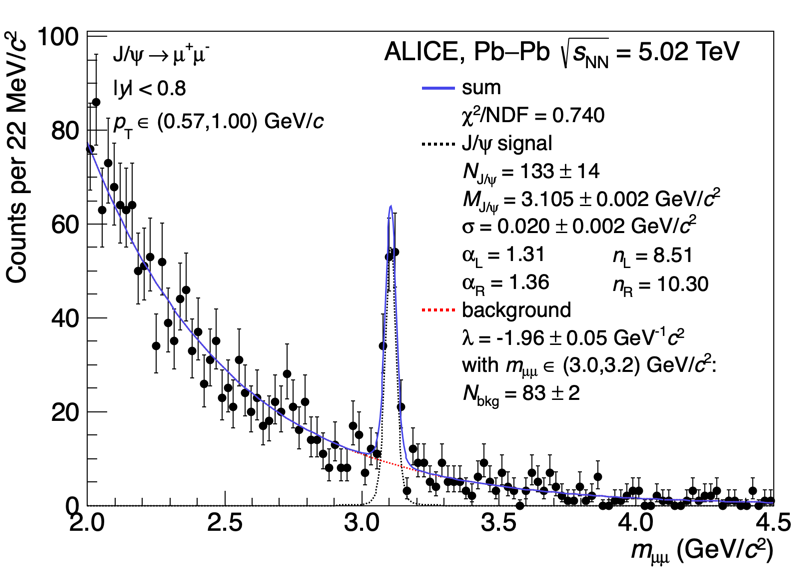 Counts per 22 MeV/c²
100
80
60
40
20
0
J/ψ → μ⁺μ⁻
|y| < 0.8
p_T ∈ (0.57,1.00) GeV/c
ALICE, Pb–Pb √s_NN = 5.02 TeV
sum
χ²/NDF = 0.740
J/ψ signal
N_J/ψ = 133 ± 14
M_J/ψ = 3.105 ± 0.002 GeV/c²
σ = 0.020 ± 0.002 GeV/c²
α_L = 1.31 n_L = 8.51
α_R = 1.36 n_R = 10.30
background
λ = -1.96 ± 0.05 GeV⁻¹c²
with m_μμ ∈ (3.0,3.2) GeV/c²:
N_bkg = 83 ± 2
2.0 2.5 3.0 3.5 4.0 4.5
m_μμ (GeV/c²)